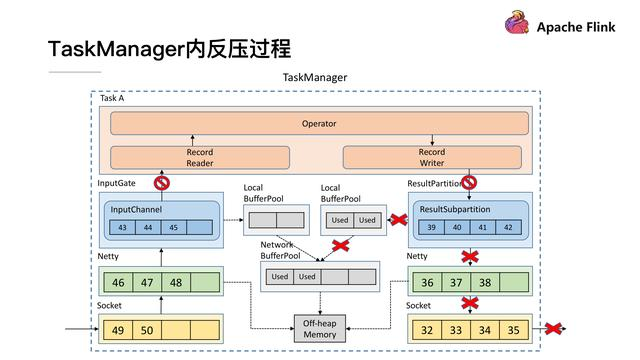 Apache Flink
TaskManager内反压过程
TaskManager
Task A
Operator
Record
Reader
Record
Writer
InputGate
InputChannel
43 44 45
Local
BufferPool
Local
BufferPool
Used Used
ResultPartition
ResultSubpartition
39 40 41 42
Network
BufferPool
Used Used
Netty
46 47 48
Netty
36 37 38
Socket
49 50
Off-heap
Memory
Socket
32 33 34 35